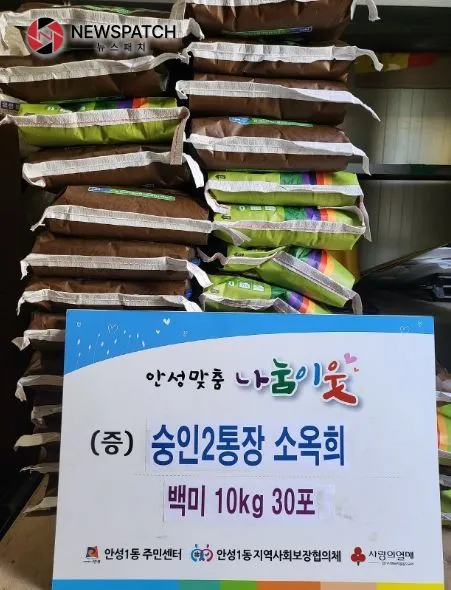 NEWSPATCH
뉴스패치
안성맞춤 나눔이웃
(증) 숭인2통장 소옥희
백미 10kg 30포
안성1동 주민센터 안성1동지역사회보장협의체 사랑의열매